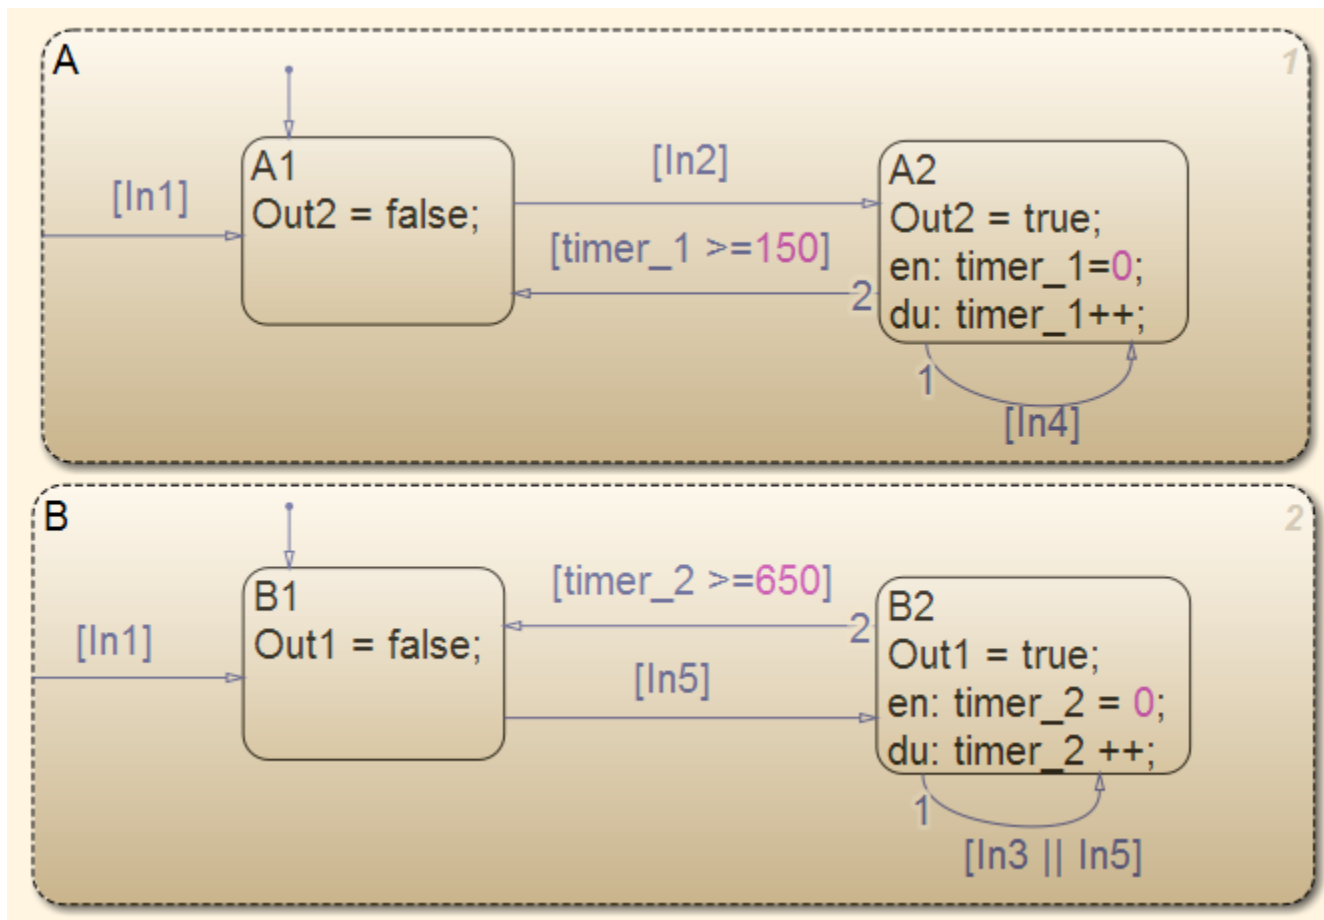 A
1
A1
Out2 = false;
[In1]
[In2]
[timer_1 >=150]
2
A2
Out2 = true;
en: timer_1=0;
du: timer_1++;
1
[In4]
B
2
B1
Out1 = false;
[In1]
[timer_2 >=650]
2
[In5]
B2
Out1 = true;
en: timer_2 = 0;
du: timer_2 ++;
1
[In3 || In5]